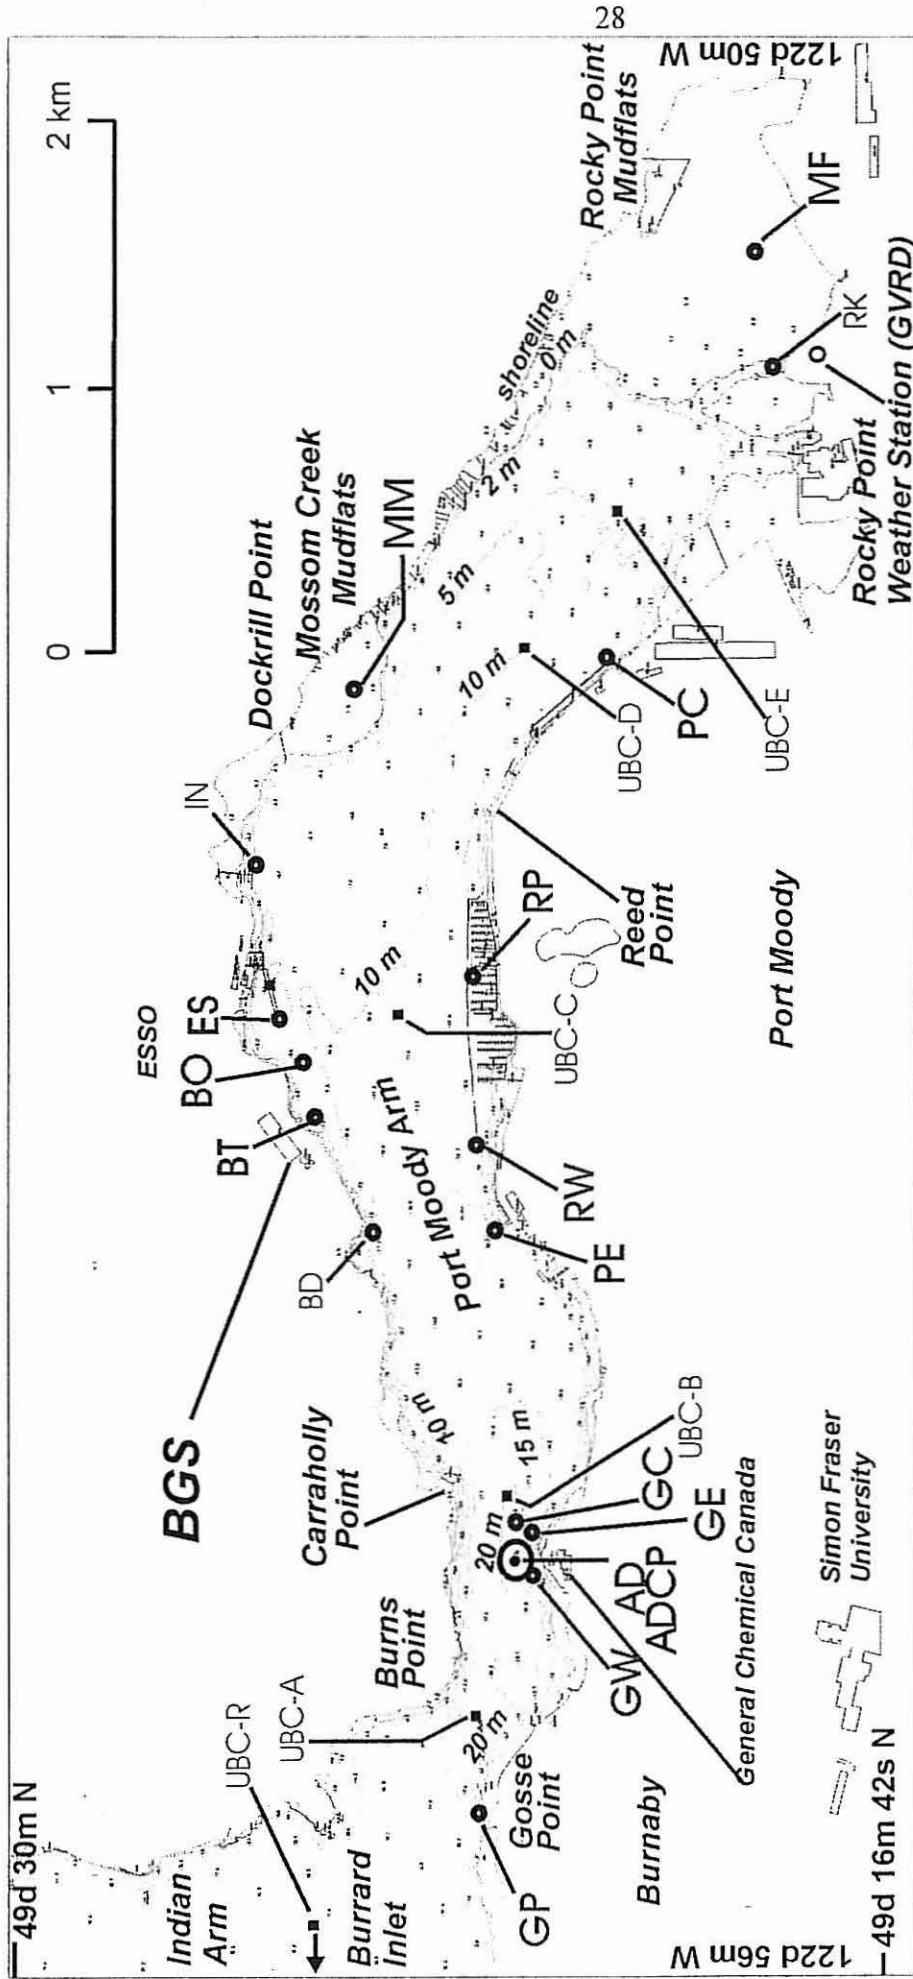 28
49d 30m N
122d 50m W
0
1
2 km
Indian
Arm
UBC-R
UBC-A
Burrard
Inlet
Burns
Point
Carraholly
Point
BGS
BD
BT
BO
ES
ESSO
IN
Dockrill Point
Mossom Creek
Mudflats
MM
shoreline
0 m
2 m
5 m
10 m
10 m
10 m
15 m
20 m
20 m
Rocky Point
Mudflats
MF
RK
Rocky Point
Weather Station (GVRD)
Port Moody Arm
UBC-B
UBC-C
UBC-D
UBC-E
PC
RP
Reed
Point
RW
PE
Port Moody
GC
GE
AD
ADCP
GW
General Chemical Canada
GP
Gosse
Point
Burnaby
Simon Fraser
University
122d 56m W
49d 16m 42s N